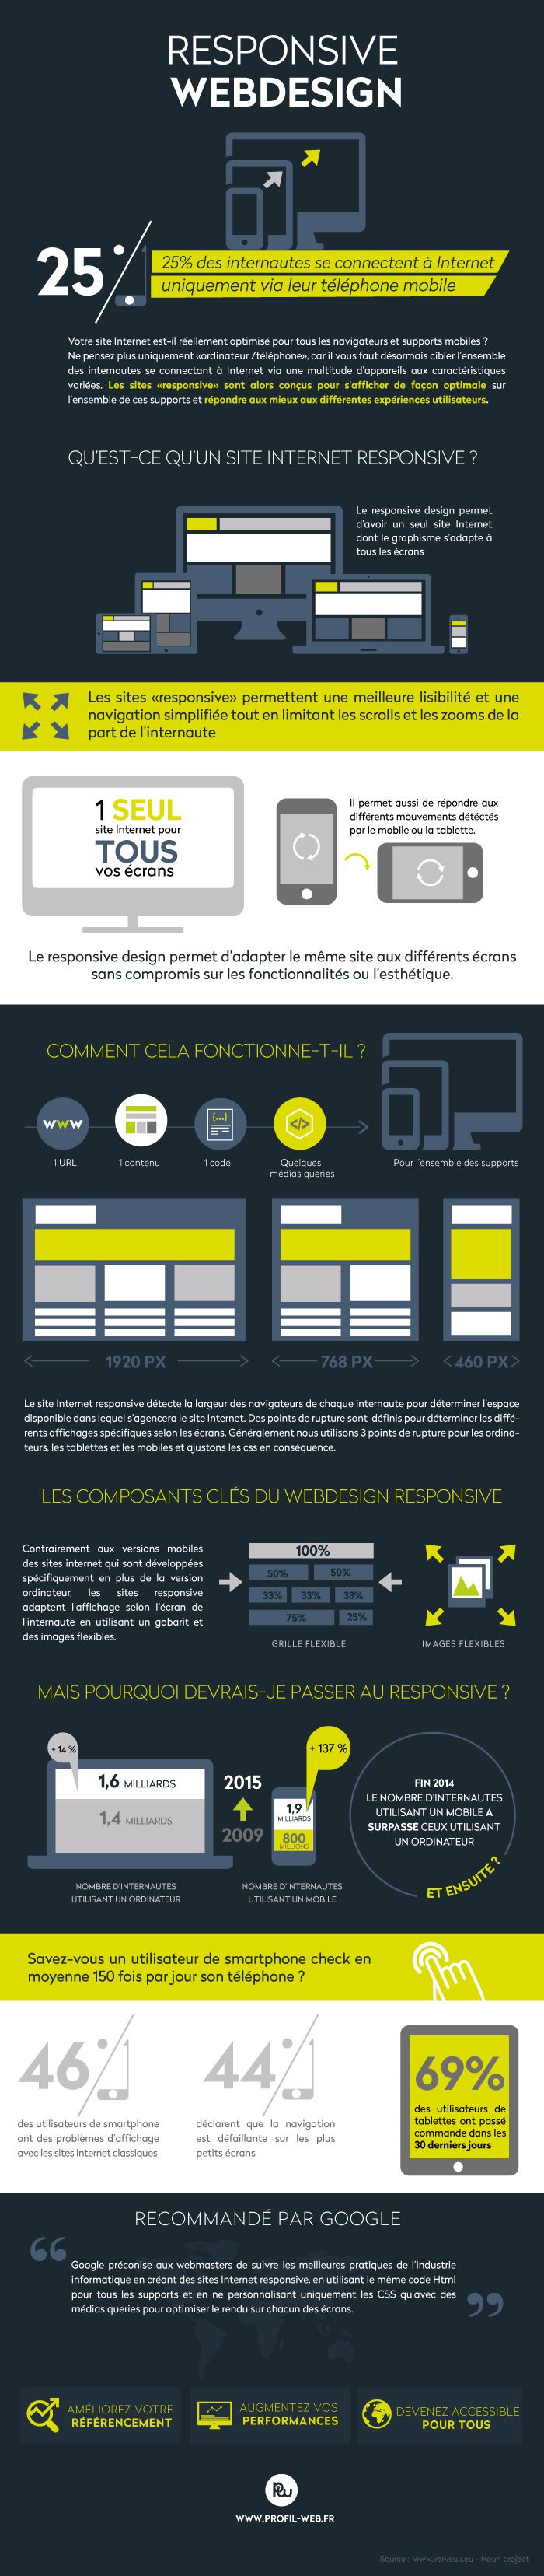 RESPONSIVE
WEBDESIGN
25%
25% des internautes se connectent à Internet
uniquement via leur téléphone mobile
Votre site Internet est-il réellement optimisé pour tous les navigateurs et supports mobiles ?
Ne pensez plus uniquement «ordinateur /téléphone», car il vous faut désormais cibler l'ensemble
des internautes se connectant à Internet via une multitude d'appareils aux caractéristiques
variées. Les sites «responsive» sont alors conçus pour s'afficher de façon optimale sur
l'ensemble de ces supports et répondre aux mieux aux différentes expériences utilisateurs.
QU'EST-CE QU'UN SITE INTERNET RESPONSIVE ?
Le responsive design permet
d'avoir un seul site Internet
dont le graphisme s'adapte à
tous les écrans
Les sites «responsive» permettent une meilleure lisibilité et une
navigation simplifiée tout en limitant les scrolls et les zooms de la
part de l'internaute
1 SEUL
site Internet pour
TOUS
vos écrans
Il permet aussi de répondre aux
différents mouvements détéctés
par le mobile ou la tablette.
Le responsive design permet d'adapter le même site aux différents écrans
sans compromis sur les fonctionnalités ou l'esthétique.
COMMENT CELA FONCTIONNE-T-IL ?
WWW
{...}
</>
1 URL
1 contenu
1 code
Quelques
médias queries
Pour l'ensemble des supports
1920 PX
768 PX
460 PX
Le site Internet responsive détecte la largeur des navigateurs de chaque internaute pour déterminer l'espace
disponible dans lequel s'agencera le site Internet. Des points de rupture sont définis pour déterminer les diffé-
rents affichages spécifiques selon les écrans. Généralement nous utilisons 3 points de rupture pour les ordina-
teurs, les tablettes et les mobiles et ajustons les css en conséquence.
LES COMPOSANTS CLÉS DU WEBDESIGN RESPONSIVE
Contrairement aux versions mobiles
des sites internet qui sont développées
spécifiquement en plus de la version
ordinateur, les sites responsive
adaptent l'affichage selon l'écran de
l'internaute en utilisant un gabarit et
des images flexibles.
100%
50% 50%
33% 33% 33%
75% 25%
GRILLE FLEXIBLE
IMAGES FLEXIBLES
MAIS POURQUOI DEVRAIS-JE PASSER AU RESPONSIVE ?
+ 14 %
1,6 MILLIARDS
1,4 MILLIARDS
NOMBRE D'INTERNAUTES
UTILISANT UN ORDINATEUR
2015
2009
+ 137 %
1,9
MILLIARDS
800
MILLIONS
NOMBRE D'INTERNAUTES
UTILISANT UN MOBILE
FIN 2014
LE NOMBRE D'INTERNAUTES
UTILISANT UN MOBILE A
SURPASSÉ CEUX UTILISANT
UN ORDINATEUR
ET ENSUITE ?
Savez-vous un utilisateur de smartphone check en
moyenne 150 fois par jour son téléphone ?
46%
des utilisateurs de smartphone
ont des problèmes d'affichage
avec les sites Internet classiques
44%
déclarent que la navigation
est défaillante sur les plus
petits écrans
69%
des utilisateurs de
tablettes ont passé
commande dans les
30 derniers jours
RECOMMANDÉ PAR GOOGLE
“
Google préconise aux webmasters de suivre les meilleures pratiques de l'industrie
informatique en créant des sites Internet responsive, en utilisant le même code Html
pour tous les supports et en ne personnalisant uniquement les CSS qu'avec des
médias queries pour optimiser le rendu sur chacun des écrans.
”
AMÉLIOREZ VOTRE
RÉFÉRENCEMENT
AUGMENTEZ VOS
PERFORMANCES
DEVENEZ ACCESSIBLE
POUR TOUS
WWW.PROFIL-WEB.FR
Source : www.verveuk.eu - Noun project